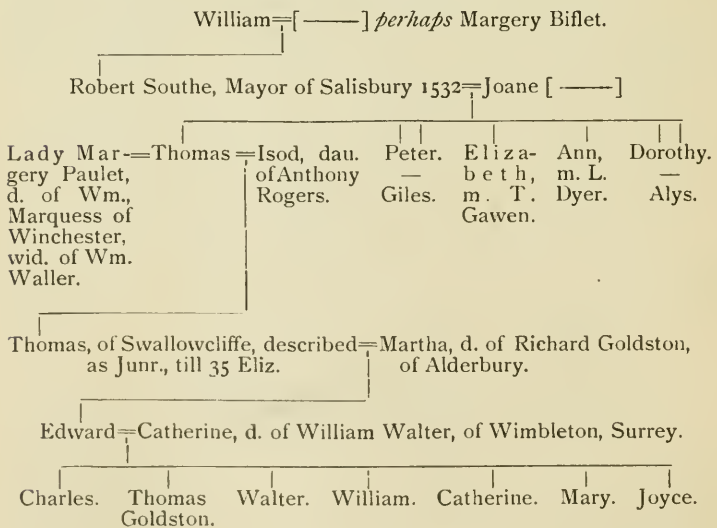 William=[ —— ] perhaps Margery Biflet.
Robert Southe, Mayor of Salisbury 1532=Joane [ —— ]
Lady Mar-=Thomas=Isod, dau. Peter. Eliza- Ann, Dorothy.
gery Paulet, of Anthony — beth, m. L. —
d. of Wm., Rogers. Giles. m. T. Dyer. Alys.
Marquess of Gawen.
Winchester,
wid. of Wm.
Waller.
Thomas, of Swallowcliffe, described=Martha, d. of Richard Goldston,
as Junr., till 35 Eliz. of Alderbury.
Edward=Catherine, d. of William Walter, of Wimbleton, Surrey.
Charles. Thomas Walter. William. Catherine. Mary. Joyce.
Goldston.